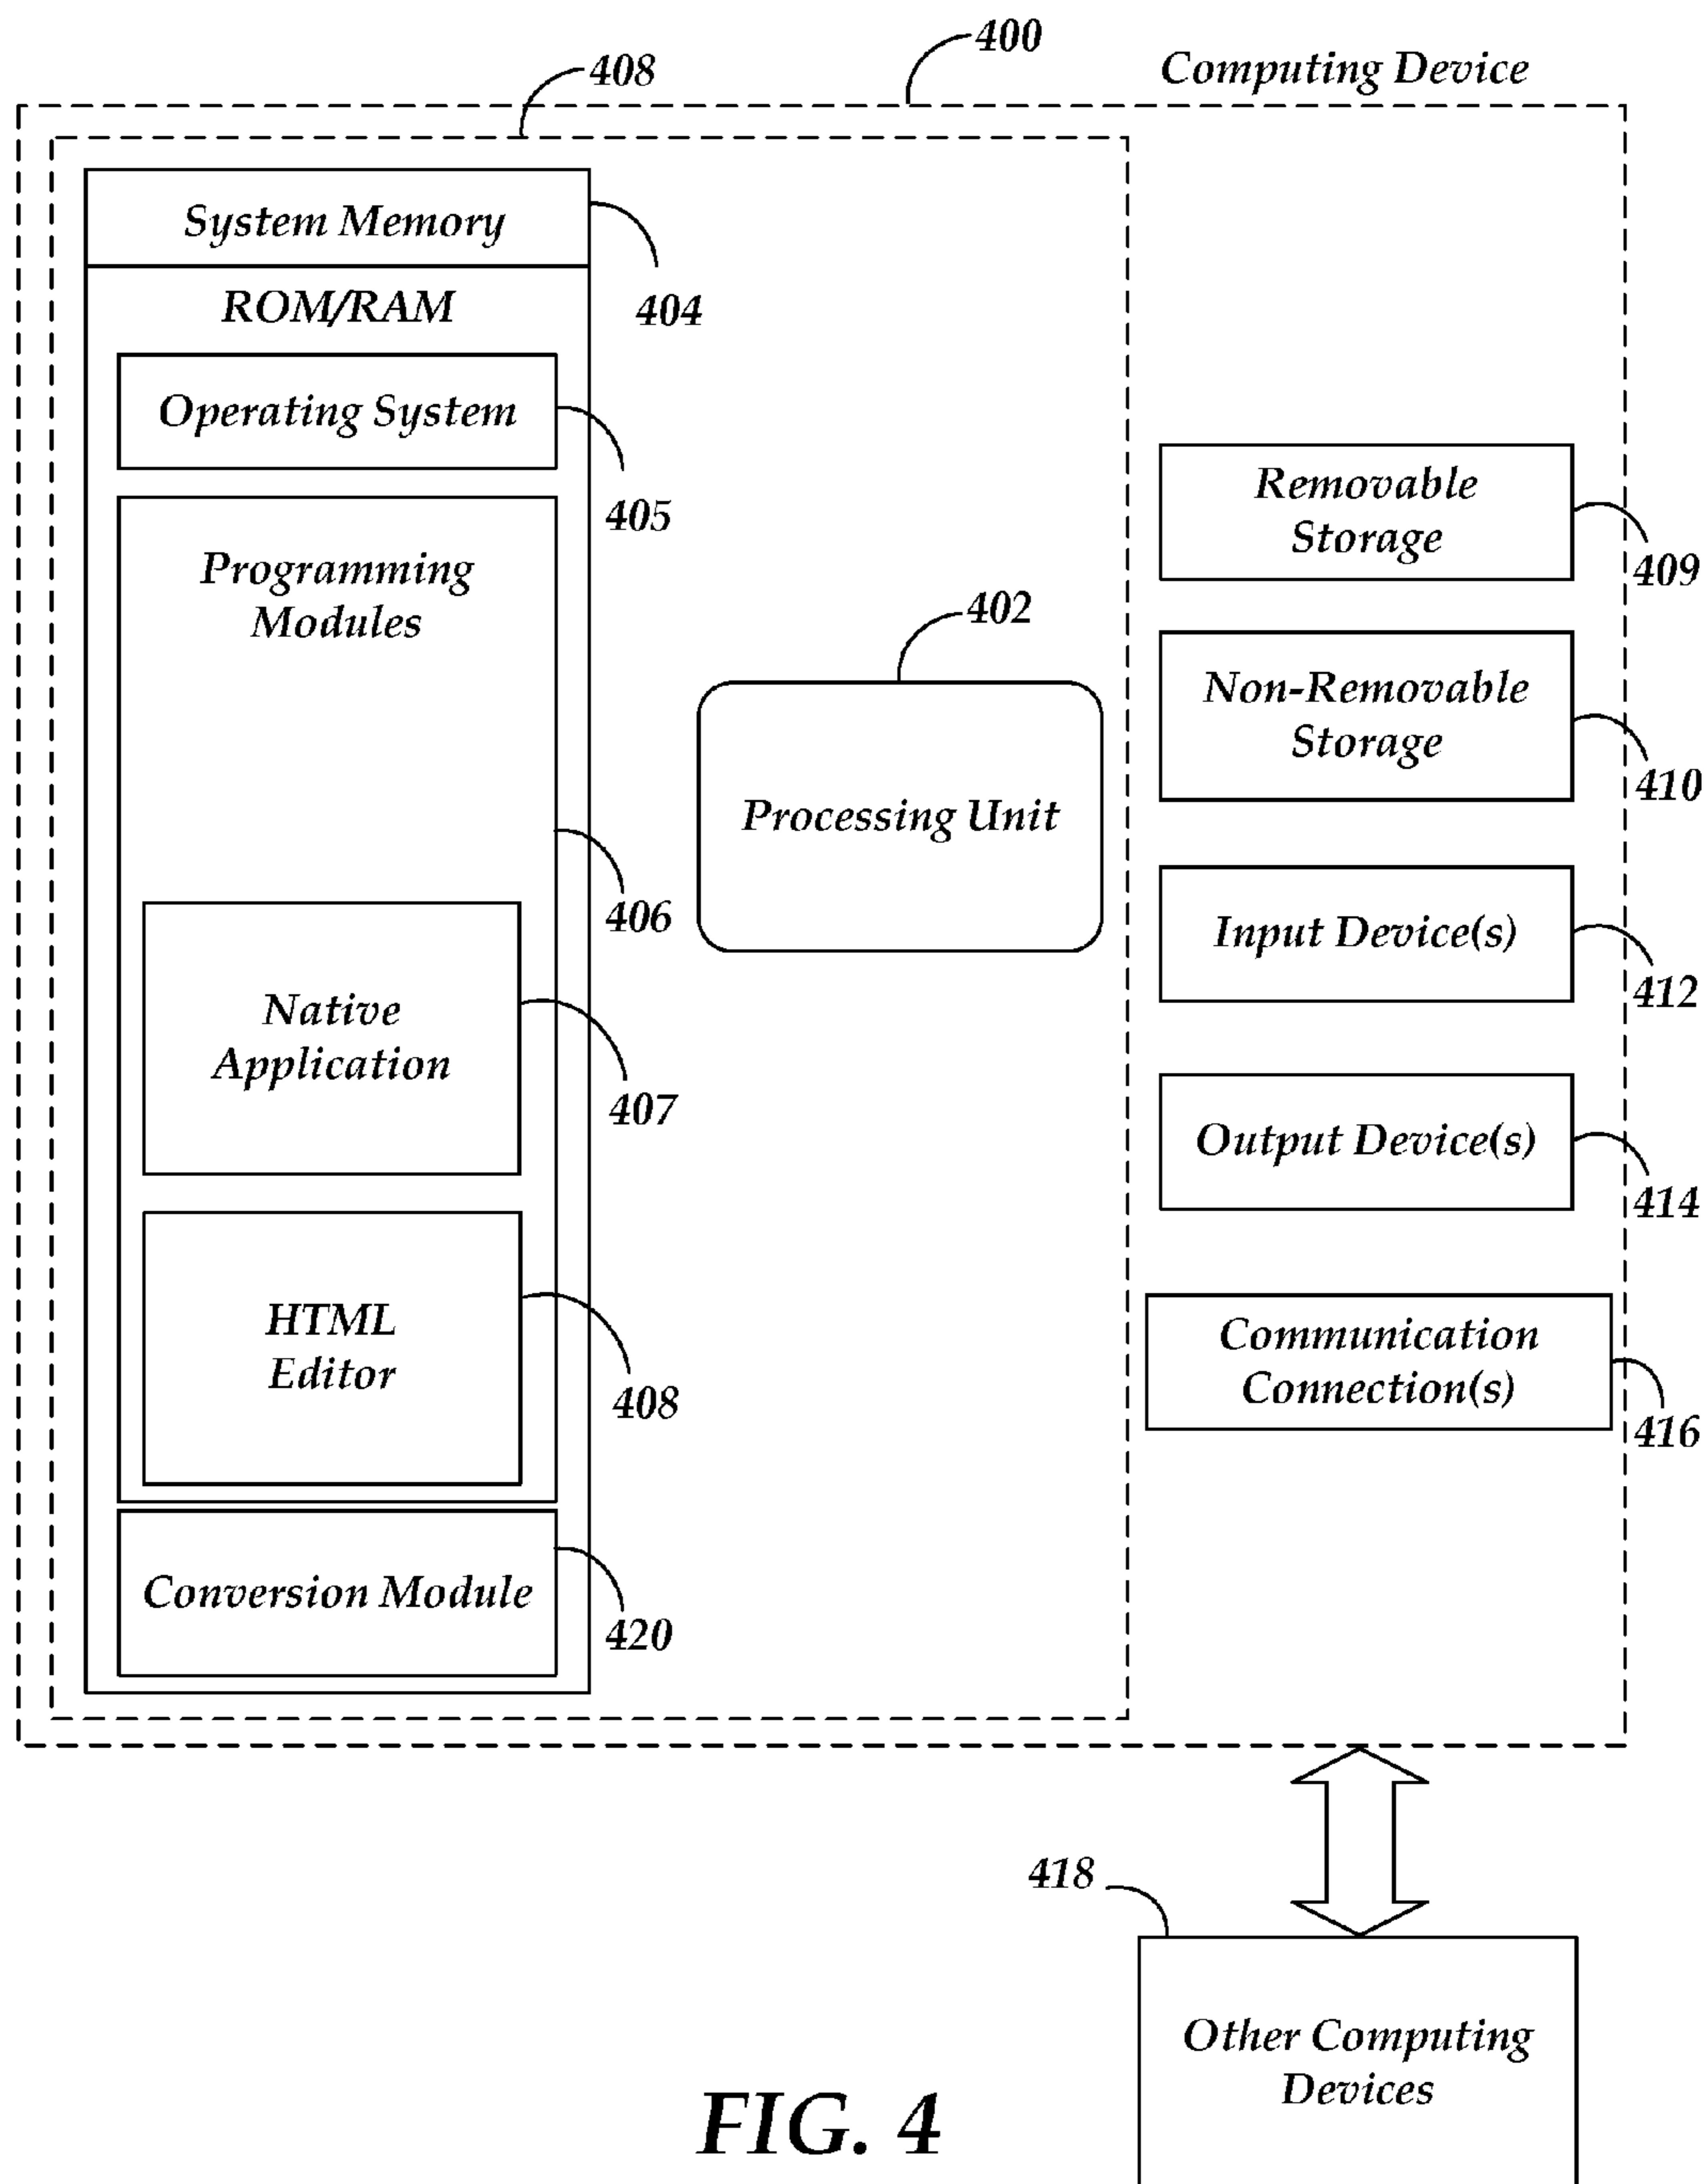 400
Computing Device
408
System Memory
404
ROM/RAM
Operating System
405
Programming
Modules
406
Native
Application
407
HTML
Editor
408
Conversion Module
420
402
Processing Unit
Removable
Storage
409
Non-Removable
Storage
410
Input Device(s)
412
Output Device(s)
414
Communication
Connection(s)
416
418
Other Computing
Devices
FIG. 4